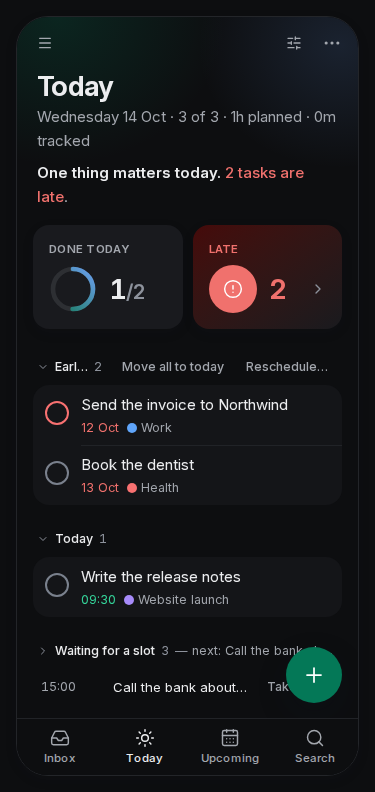 Today
Wednesday 14 Oct · 3 of 3 · 1h planned · 0m
tracked
One thing matters today. 2 tasks are
late.
DONE TODAY
1/2
LATE
2
Earl… 2 Move all to today Reschedule…
Send the invoice to Northwind
12 Oct Work
Book the dentist
13 Oct Health
Today 1
Write the release notes
09:30 Website launch
Waiting for a slot 3 — next: Call the bank
15:00 Call the bank about…
Inbox Today Upcoming Search